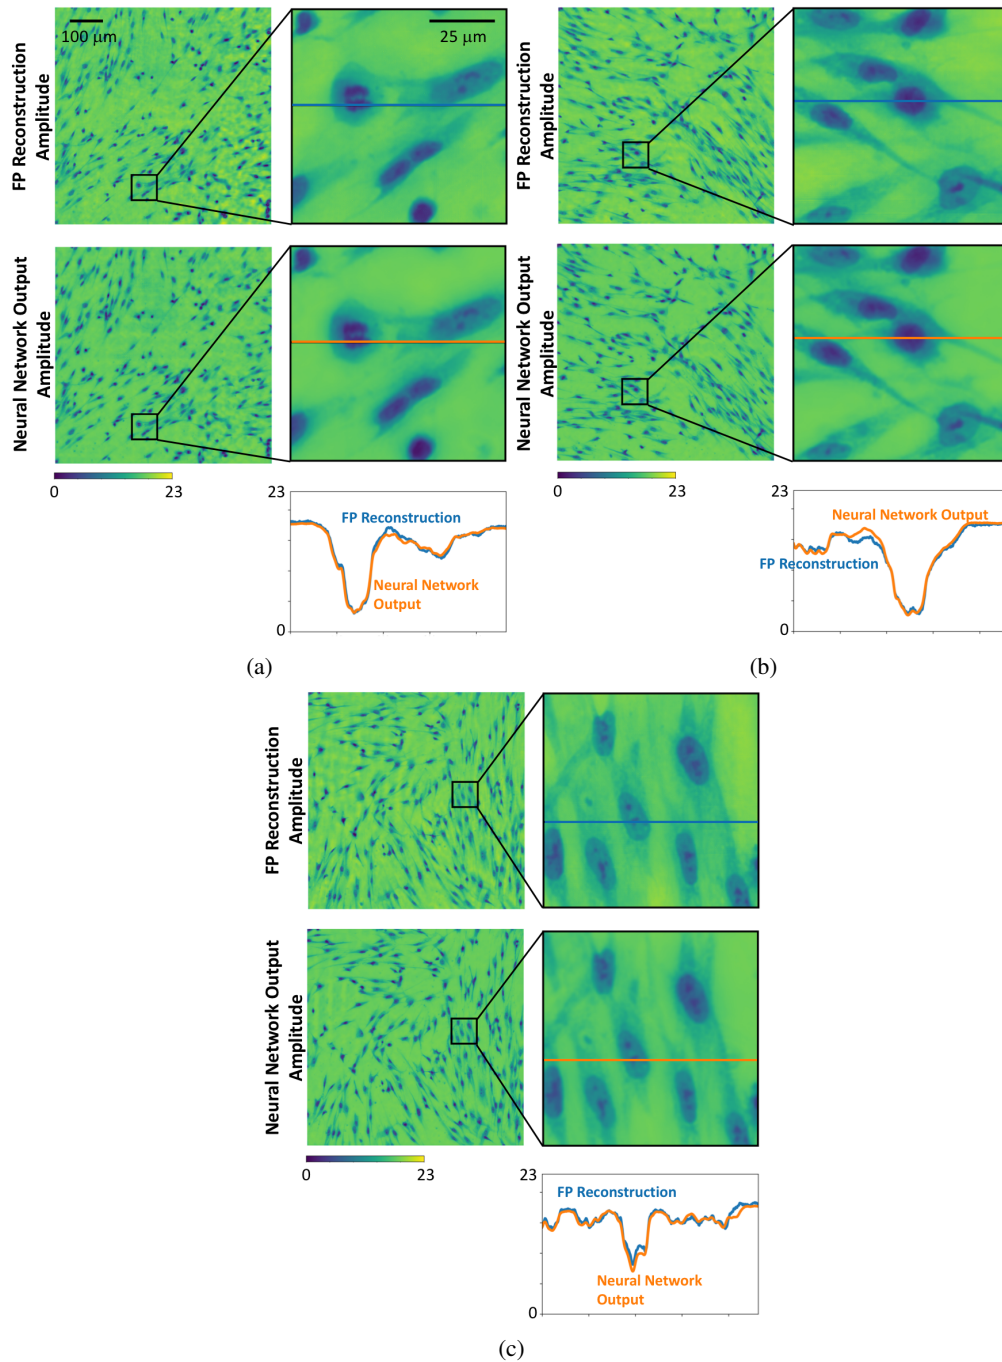 100 µm
25 µm
FP Reconstruction
Amplitude
FP Reconstruction
Amplitude
Neural Network Output
Amplitude
Neural Network Output
Amplitude
0
23
0
23
23
FP Reconstruction
Neural Network
Output
0
23
Neural Network Output
FP Reconstruction
0
(a)
(b)
FP Reconstruction
Amplitude
Neural Network Output
Amplitude
0
23
23
FP Reconstruction
Neural Network
Output
0
(c)